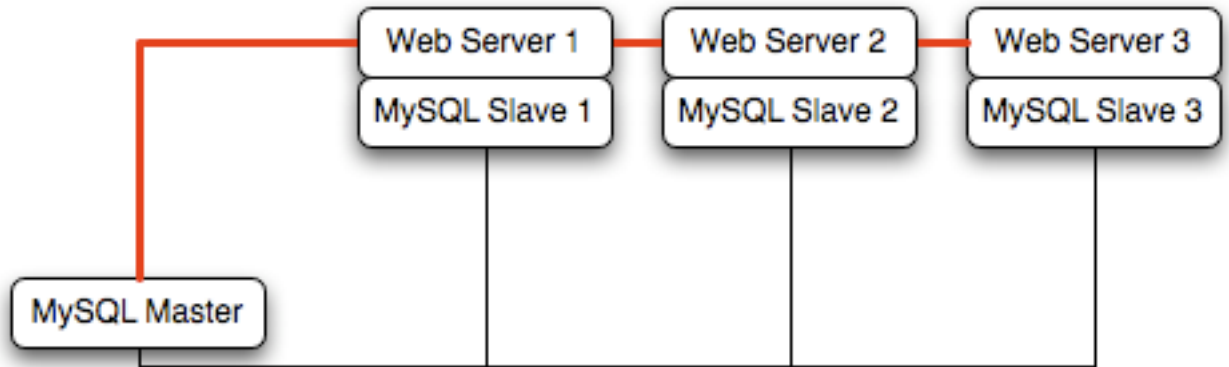 Web Server 1
Web Server 2
Web Server 3
MySQL Slave 1
MySQL Slave 2
MySQL Slave 3
MySQL Master